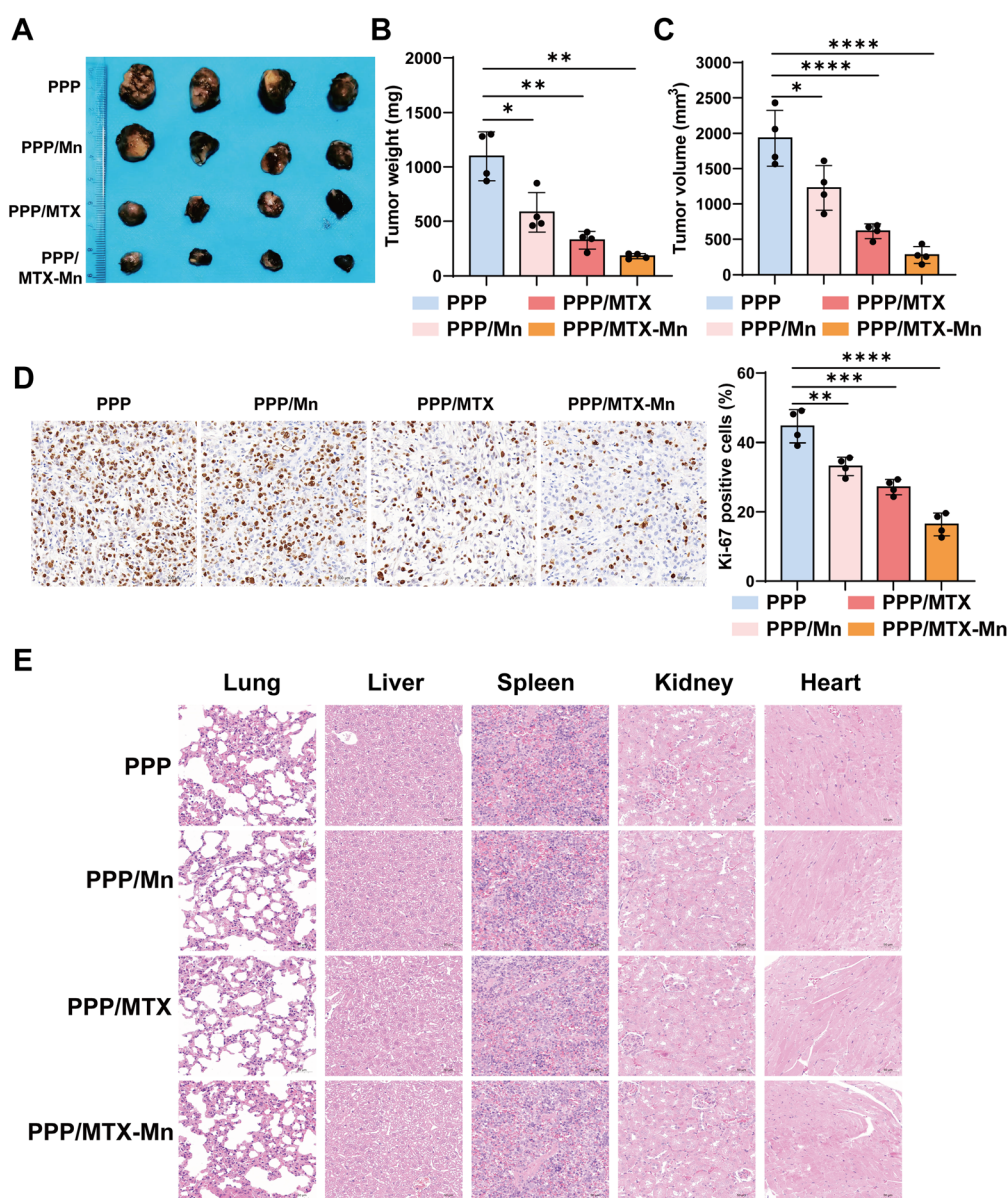 A
PPP
PPP/Mn
PPP/MTX
PPP/
MTX-Mn
B
Tumor weight (mg)
2000
1500
1000
500
0
*
**
**
PPP
PPP/MTX
PPP/Mn
PPP/MTX-Mn
C
Tumor volume (mm³)
3000
2500
2000
1500
1000
500
0
*
****
****
PPP
PPP/MTX
PPP/Mn
PPP/MTX-Mn
D
PPP
PPP/Mn
PPP/MTX
PPP/MTX-Mn
Ki-67 positive cells (%)
60
40
20
0
**
***
****
PPP
PPP/MTX
PPP/Mn
PPP/MTX-Mn
E
Lung
Liver
Spleen
Kidney
Heart
PPP
PPP/Mn
PPP/MTX
PPP/MTX-Mn